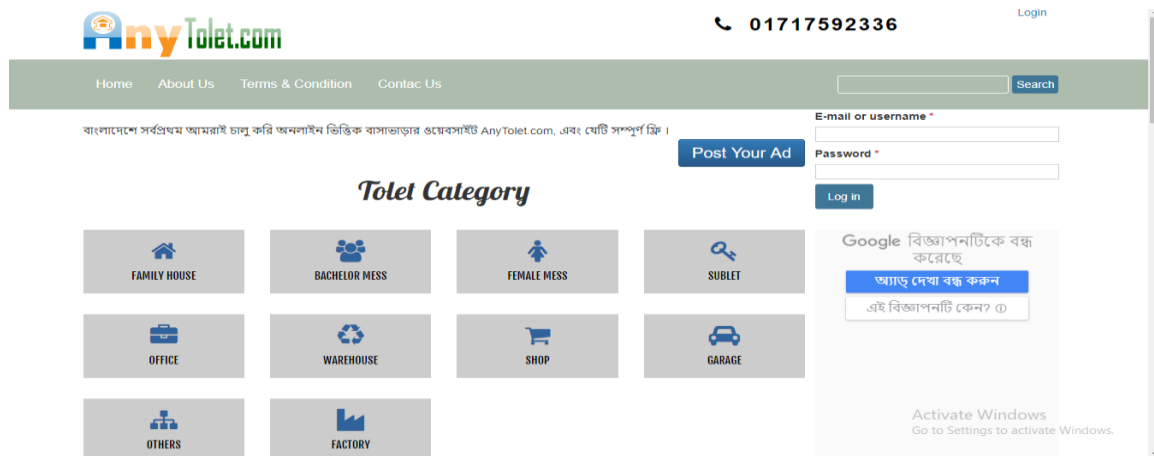 AnyTolet.com
01717592336
Login
Home About Us Terms & Condition Contac Us
Search
বাংলাদেশে সর্বপ্রথম আমরাই চালু করি অনলাইন ভিত্তিক বাসাভাড়ার ওয়েবসাইট AnyTolet.com, এবং যেটি সম্পূর্ণ ফ্রি ।
Post Your Ad
E-mail or username *
Password *
Log in
Tolet Category
FAMILY HOUSE BACHELOR MESS FEMALE MESS SUBLET
OFFICE WAREHOUSE SHOP GARAGE
OTHERS FACTORY
Google বিজ্ঞাপনটিকে বন্ধ
করেছে
অ্যাড্ দেখা বন্ধ করুন
এই বিজ্ঞাপনটি কেন?
Activate Windows
Go to Settings to activate Windows.